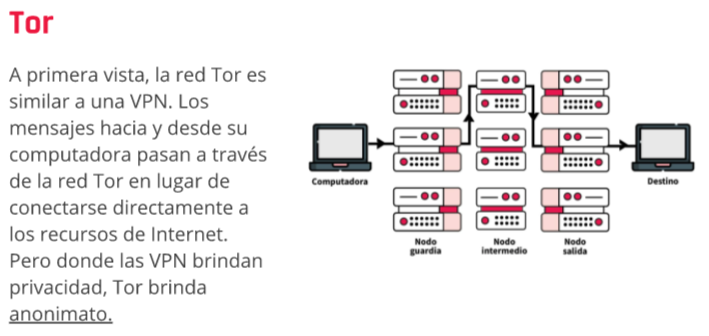 Tor
A primera vista, la red Tor es
similar a una VPN. Los
mensajes hacia y desde su
computadora pasan a través
de la red Tor en lugar de
conectarse directamente a
los recursos de Internet.
Pero donde las VPN brindan
privacidad, Tor brinda
anonimato.
Computadora
Destino
Nodo
guardia
Nodo
intermedio
Nodo
salida